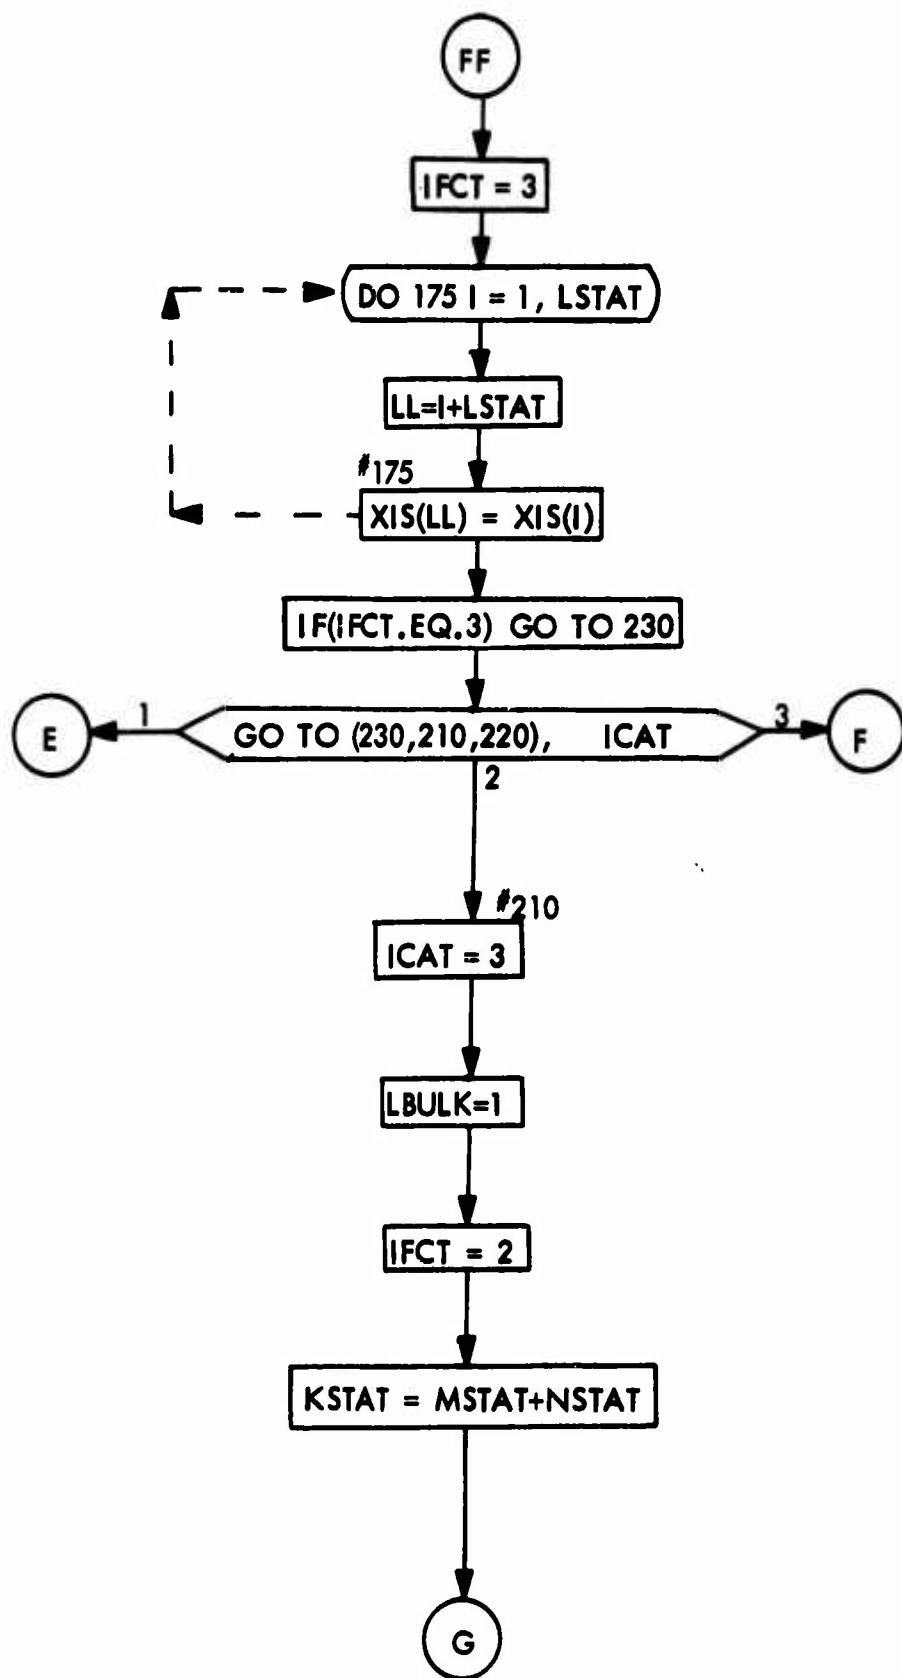 FF
IFCT = 3
DO 175 I = 1, LSTAT
LL=I+LSTAT
#175
XIS(LL) = XIS(I)
IF(IFCT.EQ.3) GO TO 230
E
1
GO TO (230,210,220), ICAT
3
F
2
#210
ICAT = 3
LBULK=1
IFCT = 2
KSTAT = MSTAT+NSTAT
G